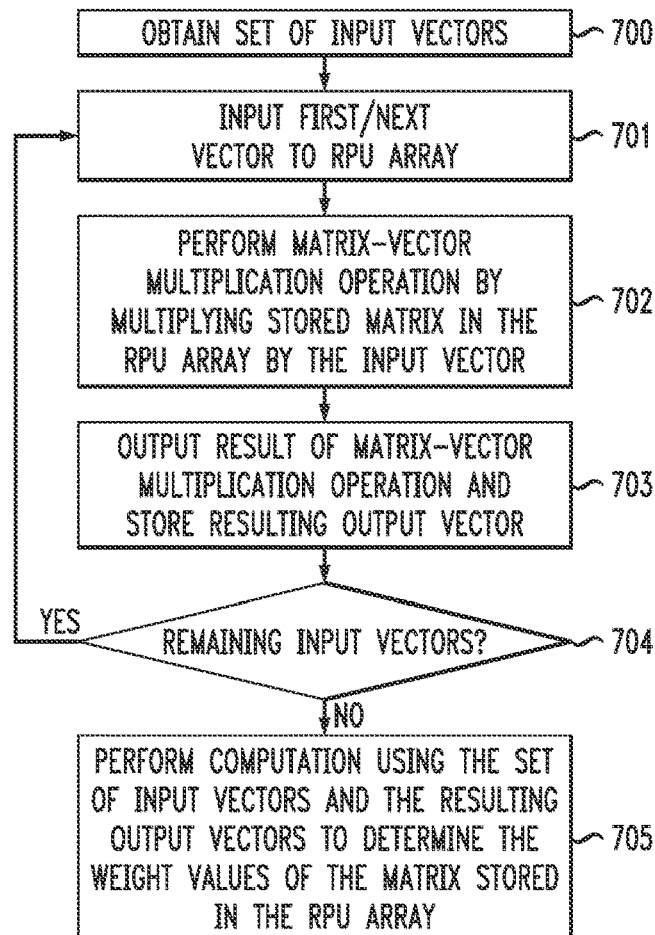 OBTAIN SET OF INPUT VECTORS
700
INPUT FIRST/NEXT
VECTOR TO RPU ARRAY
701
PERFORM MATRIX-VECTOR
MULTIPLICATION OPERATION BY
MULTIPLYING STORED MATRIX IN THE
RPU ARRAY BY THE INPUT VECTOR
702
OUTPUT RESULT OF MATRIX-VECTOR
MULTIPLICATION OPERATION AND
STORE RESULTING OUTPUT VECTOR
703
YES
REMAINING INPUT VECTORS?
704
NO
PERFORM COMPUTATION USING THE SET
OF INPUT VECTORS AND THE RESULTING
OUTPUT VECTORS TO DETERMINE THE
WEIGHT VALUES OF THE MATRIX STORED
IN THE RPU ARRAY
705